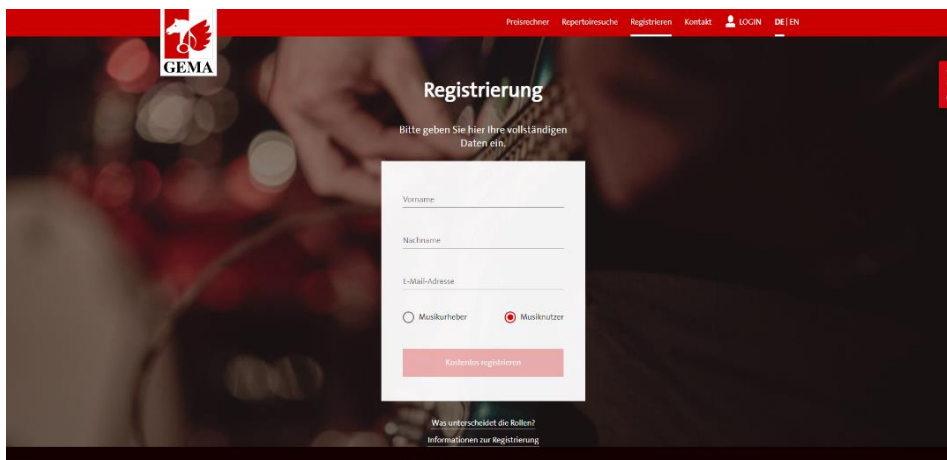 GEMA
Preisrechner Repertoiresuche Registrieren Kontakt LOGIN DE|EN
Registrierung
Bitte geben Sie hier Ihre vollständigen
Daten ein.
Vorname
Nachname
E-Mail-Adresse
Musikurheber Musiknutzer
Kostenlos registrieren
Was unterscheidet die Rollen?
Informationen zur Registrierung